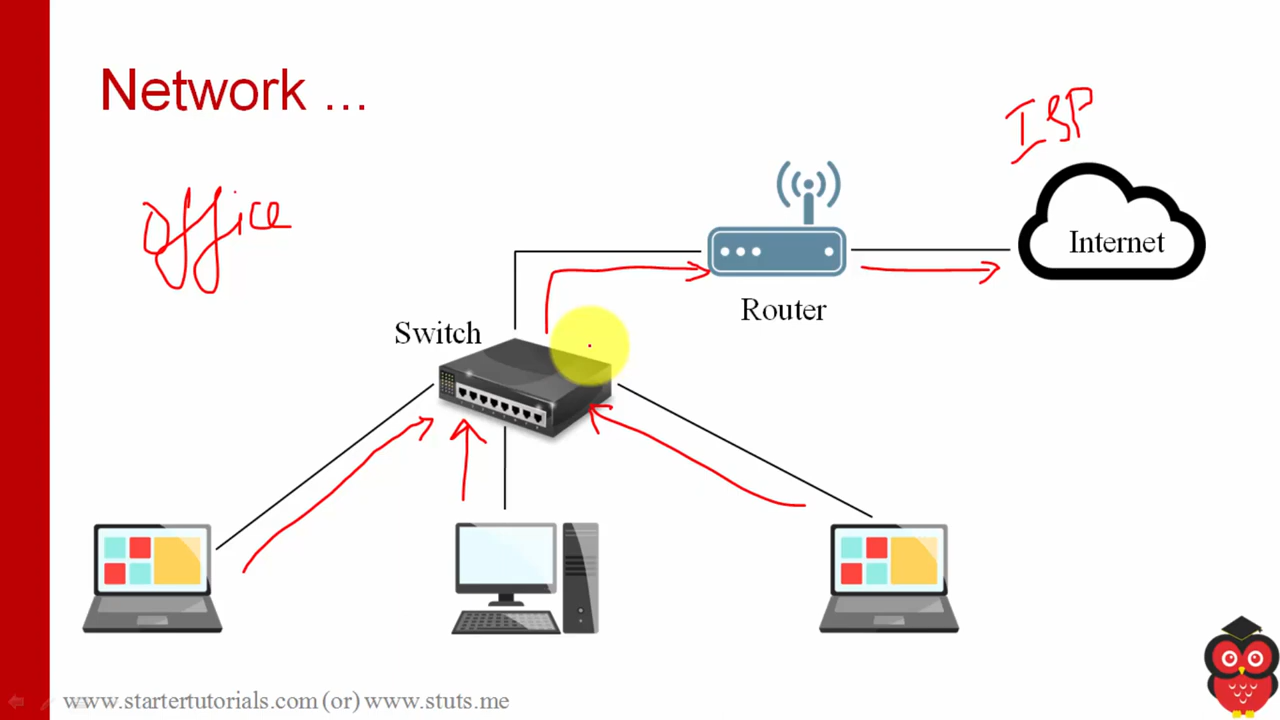 Network ...
ISP
Office
Internet
Router
Switch
www.startertutorials.com (or) www.stuts.me